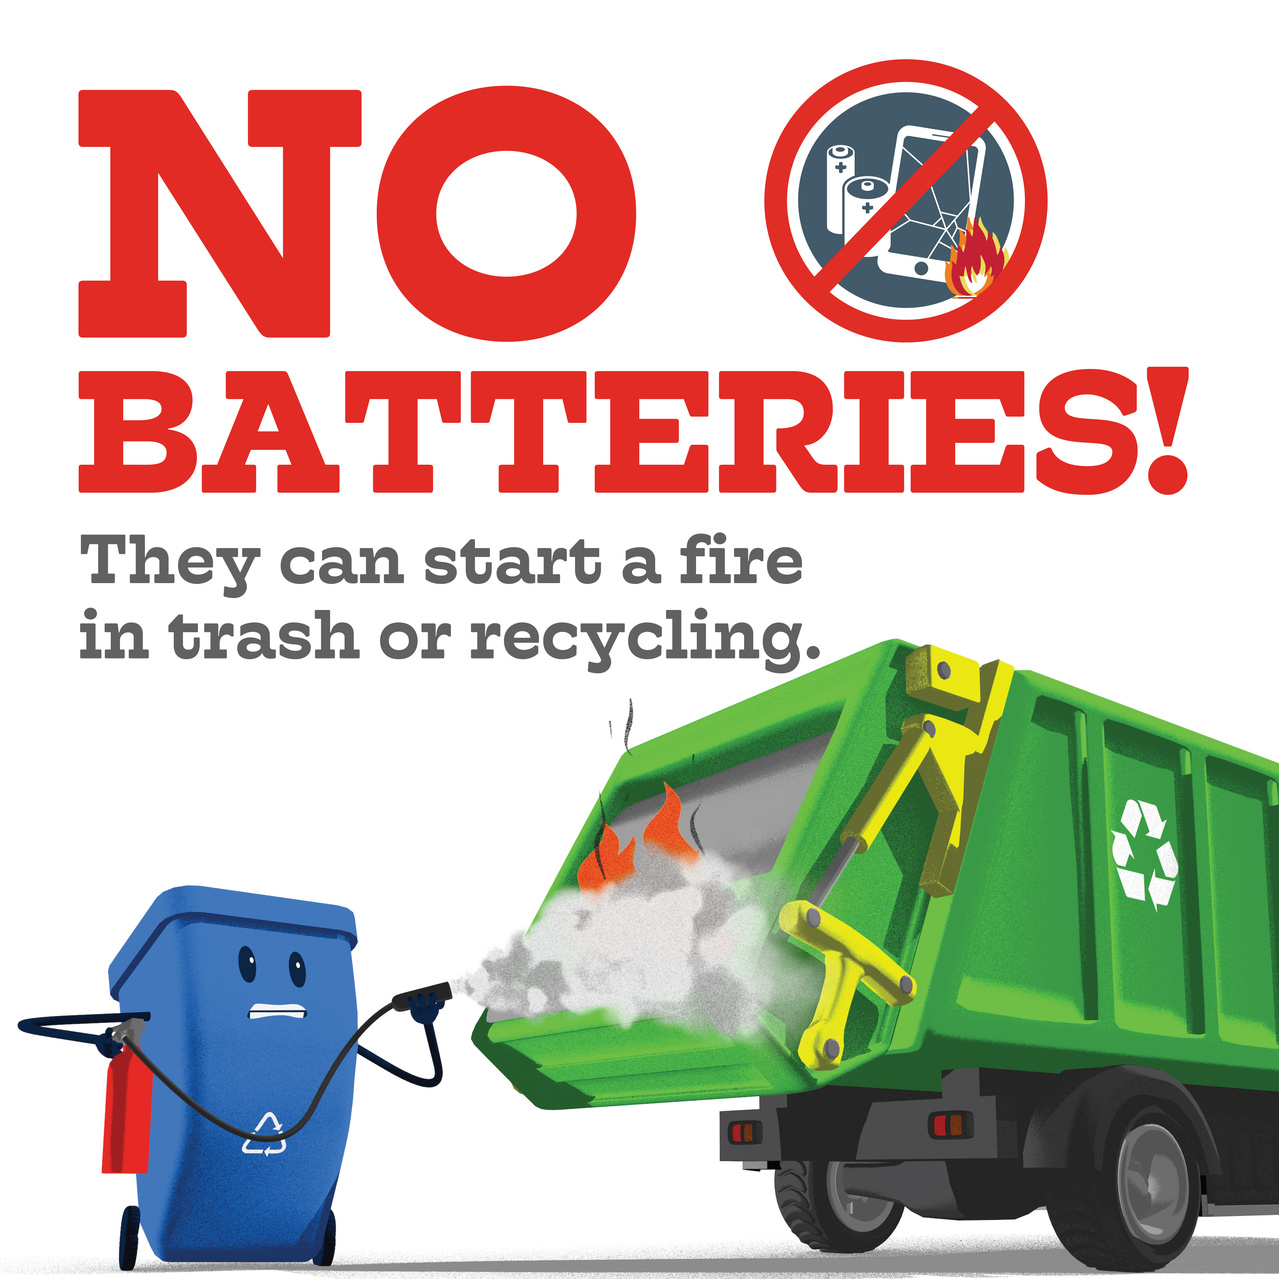 NO
BATTERIES!
They can start a fire
in trash or recycling.